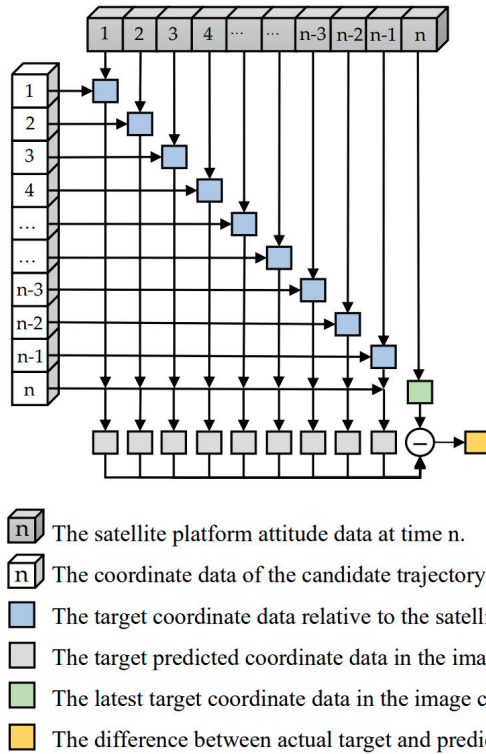 1 2 3 4 ... ... n-3 n-2 n-1 n
1
2
3
4
...
...
n-3
n-2
n-1
n
−
n The satellite platform attitude data at time n.
n The coordinate data of the candidate trajectory
The target coordinate data relative to the satelli
The target predicted coordinate data in the ima
The latest target coordinate data in the image c
The difference between actual target and predic